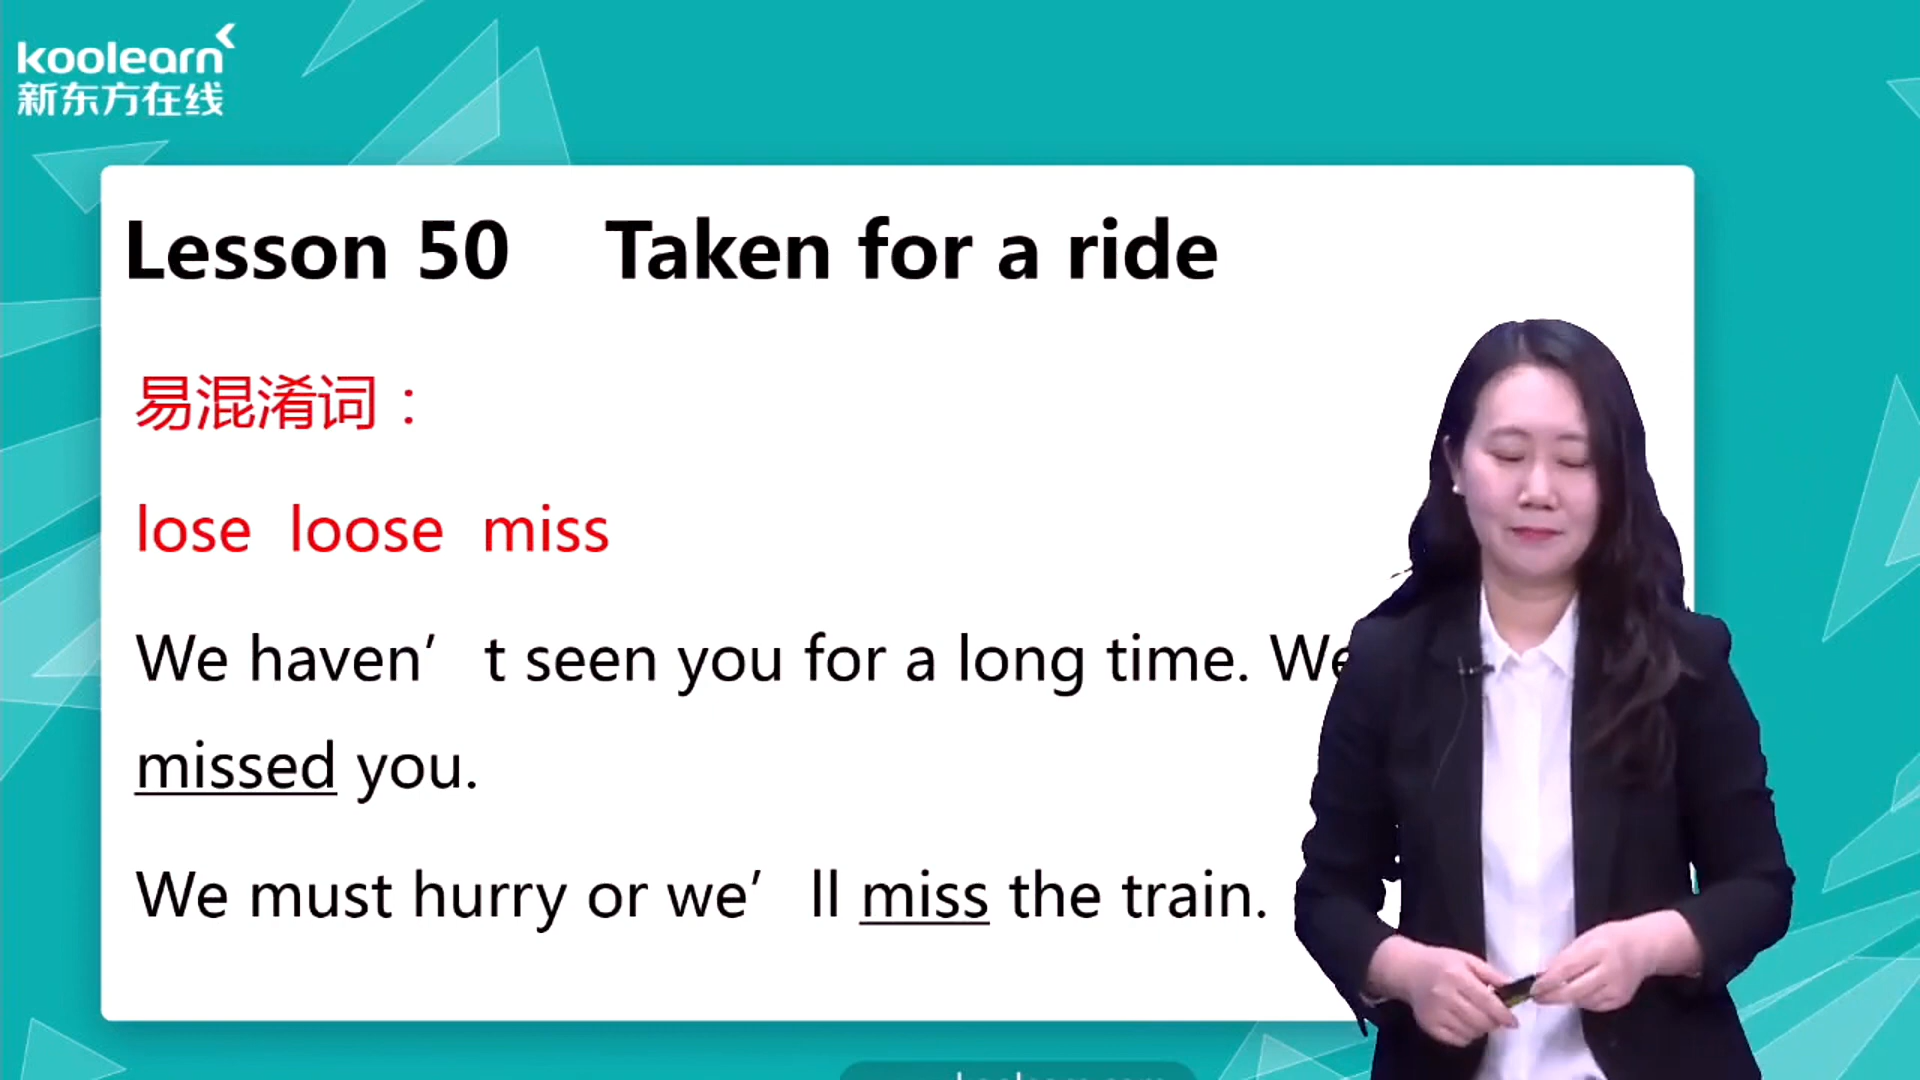 koolearn
新东方在线
Lesson 50 Taken for a ride
易混淆词：
lose loose miss
We haven’t seen you for a long time. We
missed you.
We must hurry or we’ll miss the train.